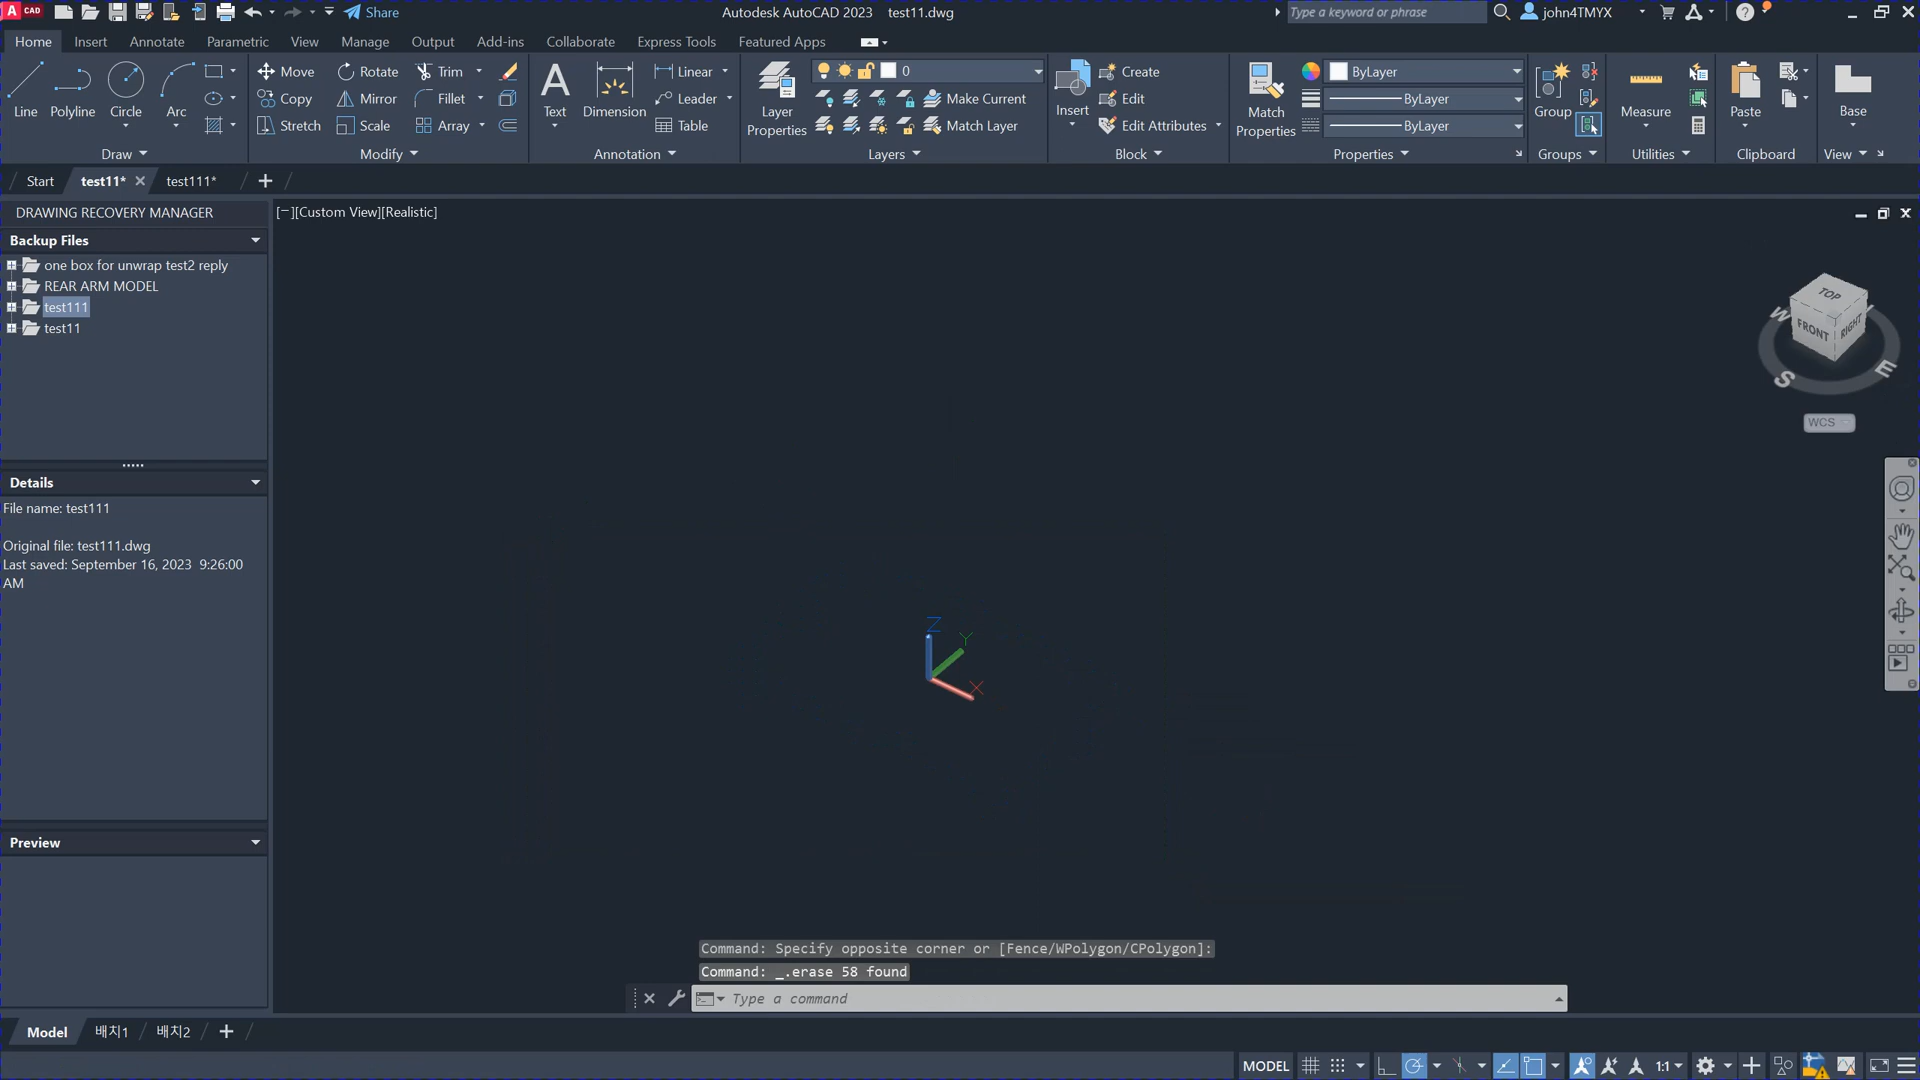 CAD Share Autodesk AutoCAD 2023 test11.dwg Type a keyword or phrase john4TMYX
Home Insert Annotate Parametric View Manage Output Add-ins Collaborate Express Tools Featured Apps
Line Polyline Circle Arc
Draw
Move Rotate Trim
Copy Mirror Fillet
Stretch Scale Array
Modify
Text Dimension
Linear
Leader
Table
Annotation
Layer Properties
0
Make Current
Match Layer
Layers
Insert
Create
Edit
Edit Attributes
Block
Match Properties
ByLayer
ByLayer
ByLayer
Properties
Group
Groups
Measure
Utilities
Paste
Clipboard
Base
View
Start test11* test111*
DRAWING RECOVERY MANAGER
Backup Files
one box for unwrap test2 reply
REAR ARM MODEL
test111
test11
Details
File name: test111
Original file: test111.dwg
Last saved: September 16, 2023 9:26:00
AM
Preview
[−][Custom View][Realistic]
TOP
W
FRONT RIGHT
S E
WCS
Z
Y
X
Command: Specify opposite corner or [Fence/WPolygon/CPolygon]:
Command: _.erase 58 found
Type a command
Model 배치1 배치2
MODEL 1:1